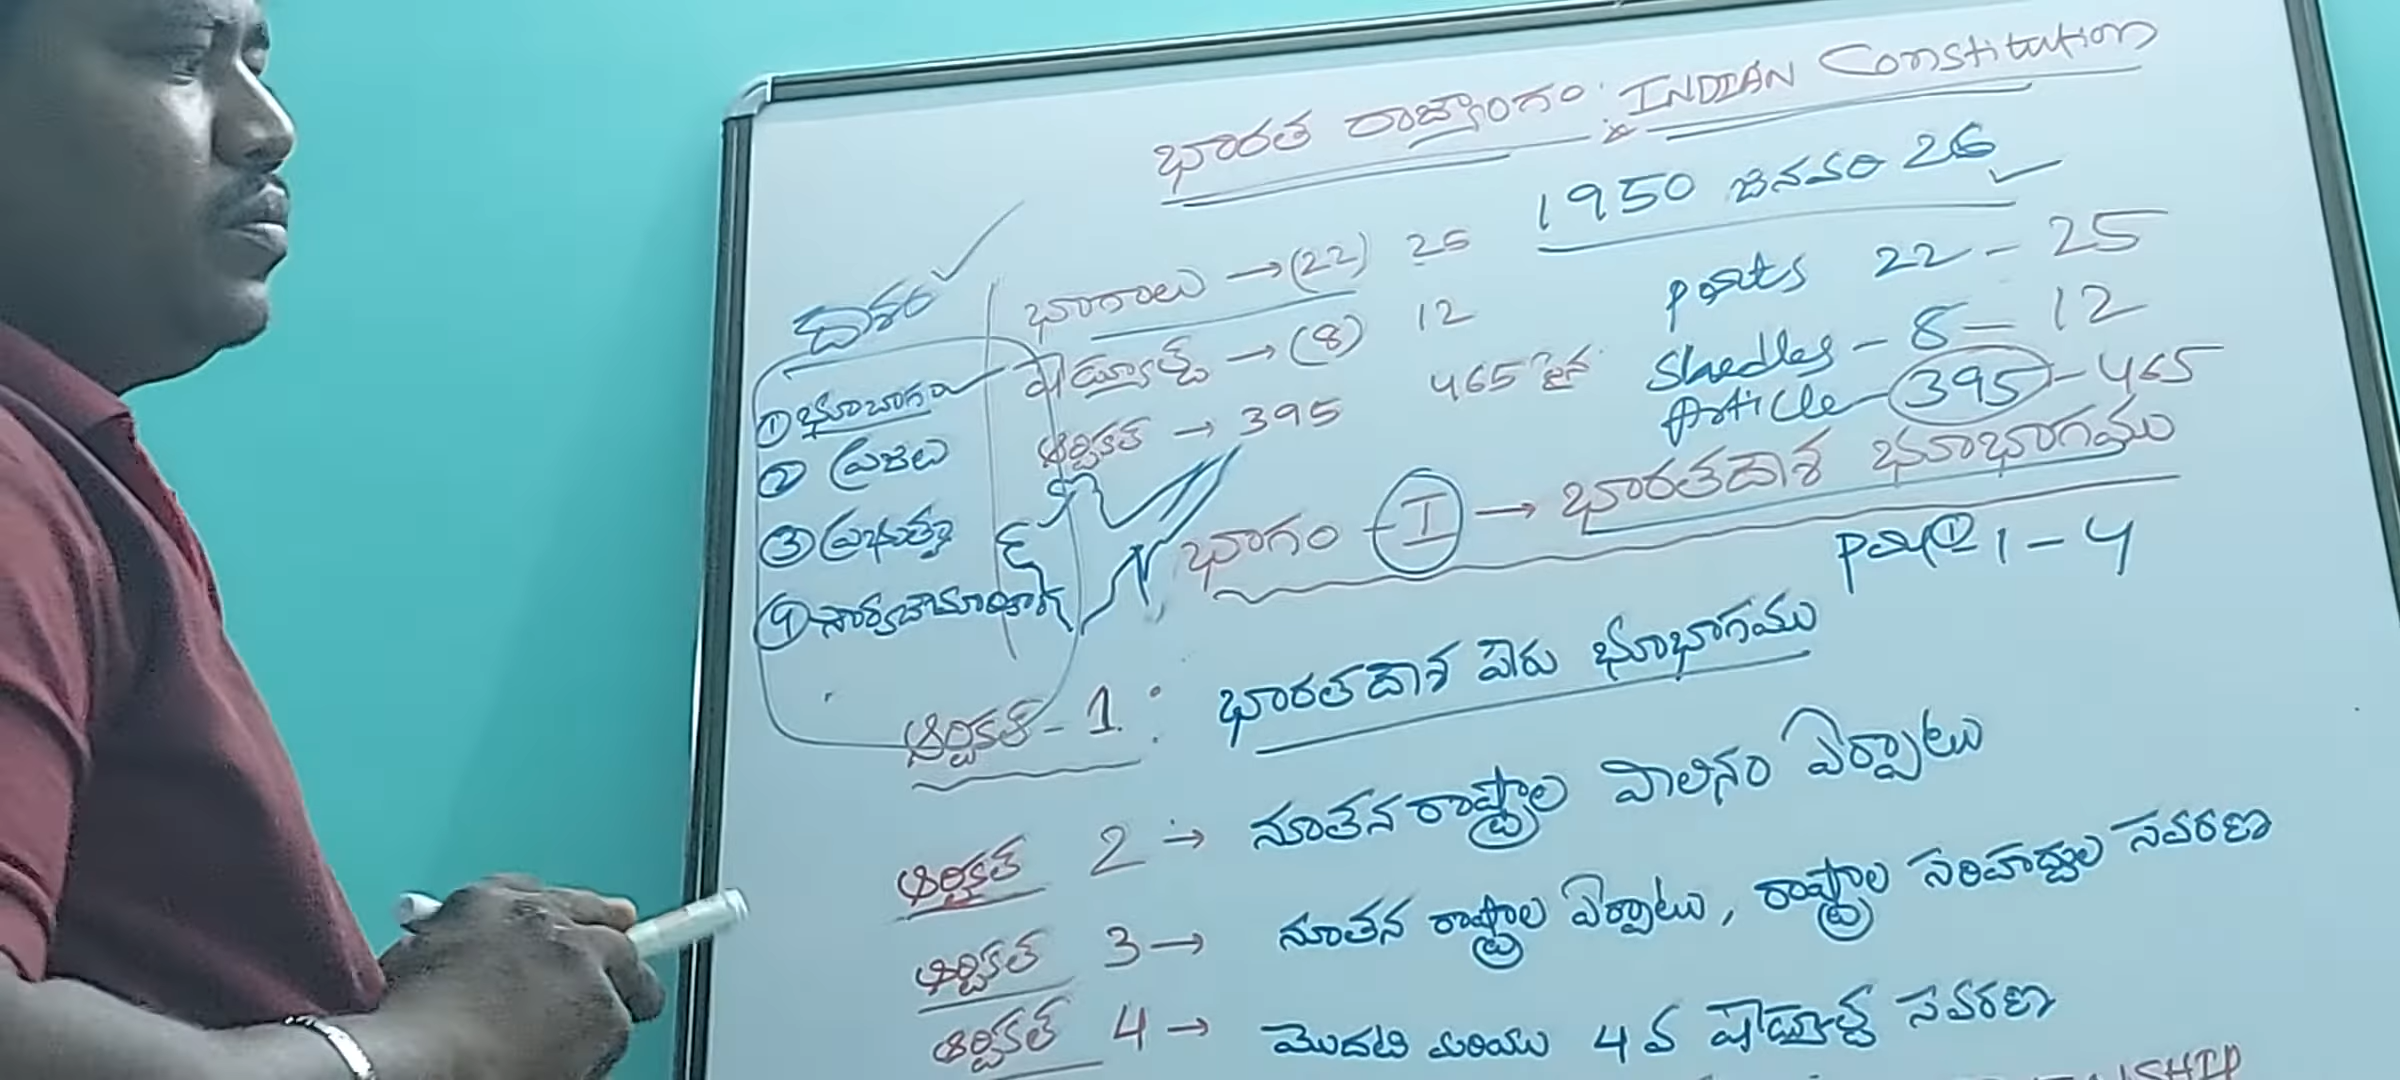 భారత రాజ్యాంగం : INDIAN Constitution
1950 జనవరి 26
దేశం
① భూభాగం
② ప్రజలు
③ ప్రభుత్వం
④ సార్వభౌమాధికారం
భాగాలు → (22) 25
షెడ్యూల్స్ → (8) 12
ఆర్టికల్ → 395 465 పైన
parts 22 - 25
Shedles - 8 - 12
Article - 395 - 465
భాగం - I → భారతదేశ భూభాగము
part ① 1 - 4
ఆర్టికల్ - 1 : భారతదేశ పేరు భూభాగము
ఆర్టికల్ 2 → నూతన రాష్ట్రాల విలీనం ఏర్పాటు
ఆర్టికల్ 3 → నూతన రాష్ట్రాల ఏర్పాటు, రాష్ట్రాల సరిహద్దుల సవరణ
ఆర్టికల్ 4 → మొదటి మరియు 4 వ షెడ్యూల్డ్ సవరణ